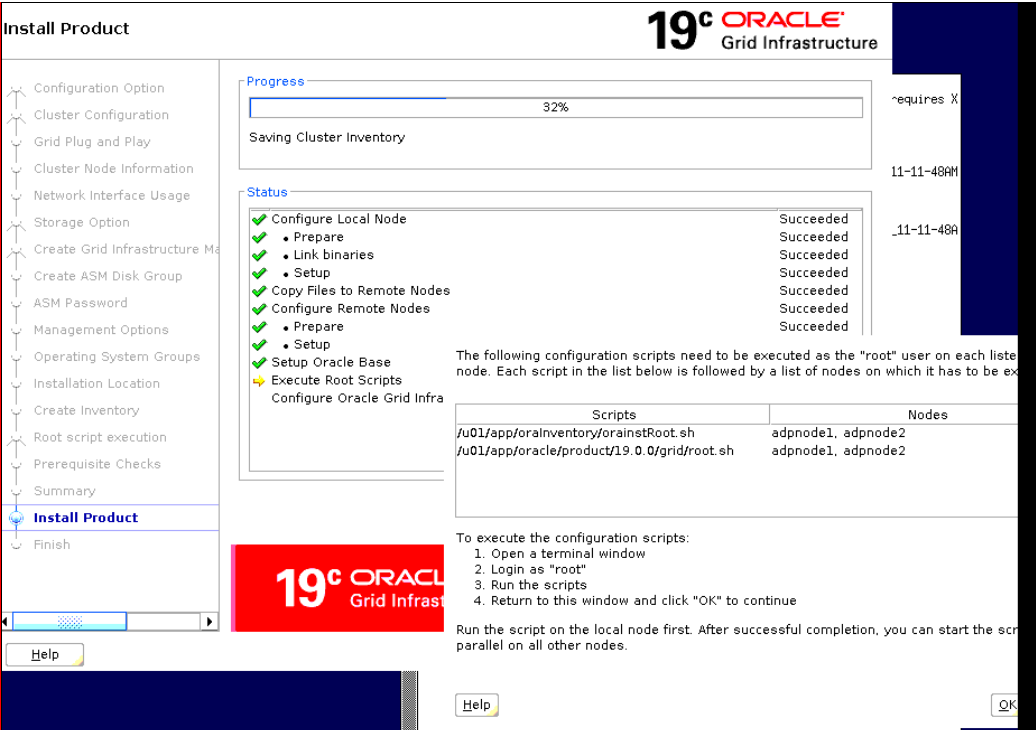 Install Product
19c ORACLE
Grid Infrastructure
Configuration Option
Cluster Configuration
Grid Plug and Play
Cluster Node Information
Network Interface Usage
Storage Option
Create Grid Infrastructure Ma
Create ASM Disk Group
ASM Password
Management Options
Operating System Groups
Installation Location
Create Inventory
Root script execution
Prerequisite Checks
Summary
Install Product
Finish
Help
Progress
32%
Saving Cluster Inventory
Status
Configure Local Node Succeeded
• Prepare Succeeded
• Link binaries Succeeded
• Setup Succeeded
Copy Files to Remote Nodes Succeeded
Configure Remote Nodes Succeeded
• Prepare Succeeded
• Setup
Setup Oracle Base
Execute Root Scripts
Configure Oracle Grid Infra
19c ORACL
Grid Infrast
requires X
11-11-48AM
_11-11-48A
The following configuration scripts need to be executed as the "root" user on each liste
node. Each script in the list below is followed by a list of nodes on which it has to be ex
Scripts Nodes
/u01/app/oraInventory/orainstRoot.sh adpnode1, adpnode2
/u01/app/oracle/product/19.0.0/grid/root.sh adpnode1, adpnode2
To execute the configuration scripts:
1. Open a terminal window
2. Login as "root"
3. Run the scripts
4. Return to this window and click "OK" to continue
Run the script on the local node first. After successful completion, you can start the scr
parallel on all other nodes.
Help
OK